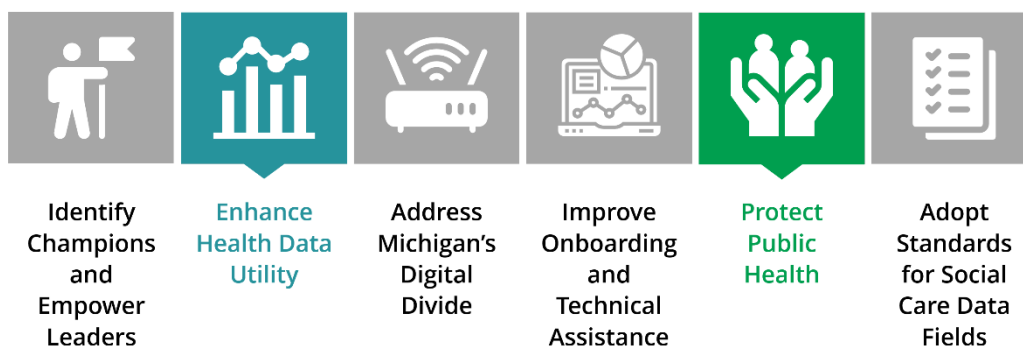 Identify
Champions
and
Empower
Leaders
Enhance
Health Data
Utility
Address
Michigan’s
Digital
Divide
Improve
Onboarding
and
Technical
Assistance
Protect
Public
Health
Adopt
Standards
for Social
Care Data
Fields